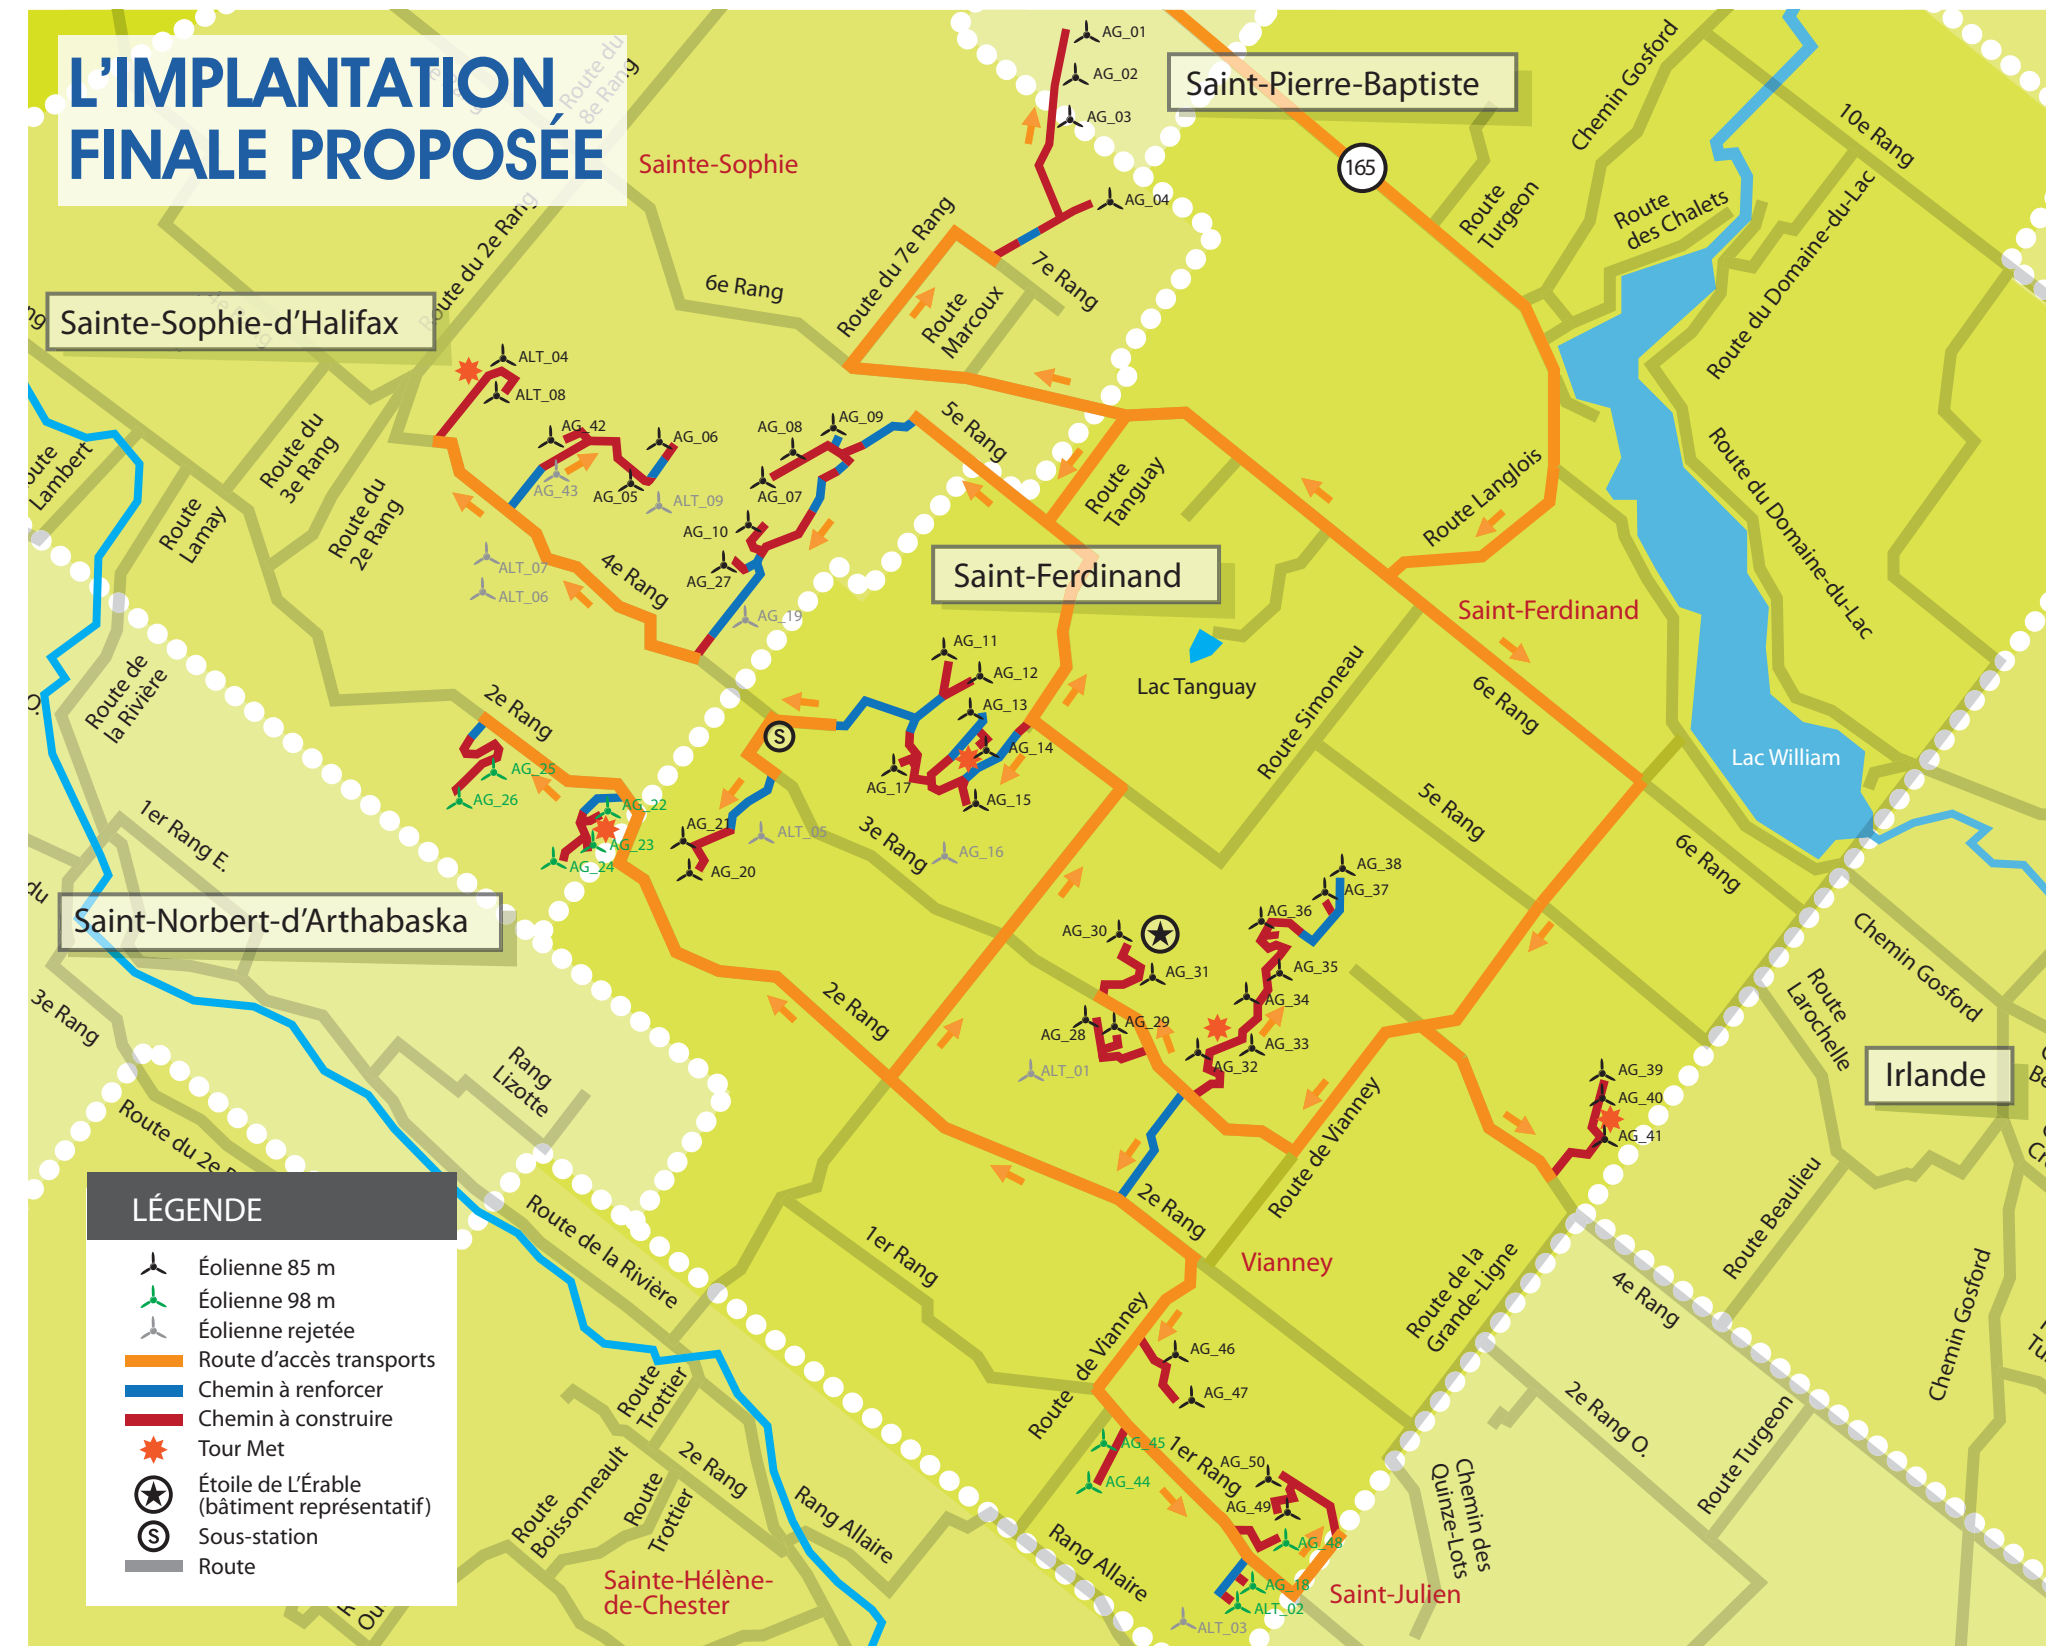 L'IMPLANTATION
FINALE PROPOSÉE
Route du
8e Rang
Sainte-Sophie
AG_01
AG_02
AG_03
AG_04
Saint-Pierre-Baptiste
165
Chemin Gosford
10e Rang
Route
Turgeon
Route
des Chalets
Route du Domaine-du-Lac
Route du 2e Rang
4e Rang
Sainte-Sophie-d'Halifax
6e Rang
Route du 7e Rang
7e Rang
Route
Marcoux
ALT_04
ALT_08
AG_42
AG_43
AG_05
AG_06
ALT_09
AG_08
AG_09
AG_07
AG_10
AG_27
AG_19
5e Rang
Route
Tanguay
Route Langlois
Route du Domaine-du-Lac
Lambert
Route
Lamay
Route du
3e Rang
Route du
2e Rang
ALT_07
ALT_06
4e Rang
Saint-Ferdinand
Saint-Ferdinand
Lac Tanguay
Route Simoneau
6e Rang
Lac William
Route de
la Rivière
2e Rang
AG_11
AG_12
AG_13
AG_14
AG_15
AG_17
AG_16
S
AG_25
AG_26
AG_22
AG_23
AG_24
AG_21
AG_20
ALT_05
3e Rang
5e Rang
6e Rang
1er Rang E.
du
Saint-Norbert-d'Arthabaska
3e Rang
AG_38
AG_37
AG_36
AG_35
AG_34
AG_33
AG_32
AG_30
AG_31
AG_28
AG_29
ALT_01
2e Rang
Chemin Gosford
Route
Larochelle
Irlande
AG_39
AG_40
AG_41
Rang
Lizotte
Route du 2e
Route de Vianney
2e Rang
Vianney
Route Beaulieu
4e Rang
Route de la
Grande-Ligne
Chemin Gosford
Route de la Rivière
1er Rang
Route de Vianney
AG_46
AG_47
AG_45
AG_44
1er Rang
AG_50
AG_49
AG_48
AG_18
ALT_02
ALT_03
Saint-Julien
Chemin des
Quinze-Lots
2e Rang O.
Route Turgeon
Route
Trottier
2e Rang
Route
Boissonneault
Route
Trottier
Rang Allaire
Rang Allaire
Sainte-Hélène-
de-Chester
LÉGENDE
Éolienne 85 m
Éolienne 98 m
Éolienne rejetée
Route d'accès transports
Chemin à renforcer
Chemin à construire
Tour Met
Étoile de L'Érable
(bâtiment représentatif)
S Sous-station
Route